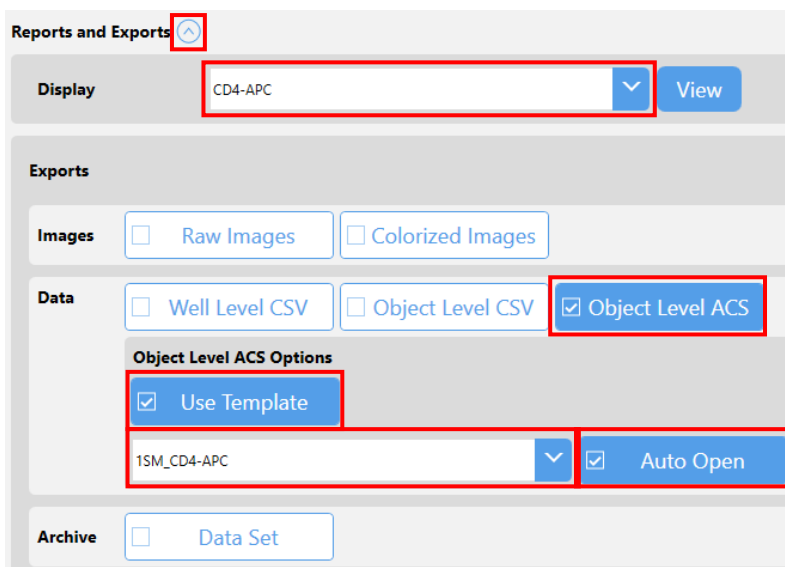 Reports and Exports
Display CD4-APC View
Exports
Images Raw Images Colorized Images
Data Well Level CSV Object Level CSV Object Level ACS
Object Level ACS Options
Use Template
1SM_CD4-APC Auto Open
Archive Data Set